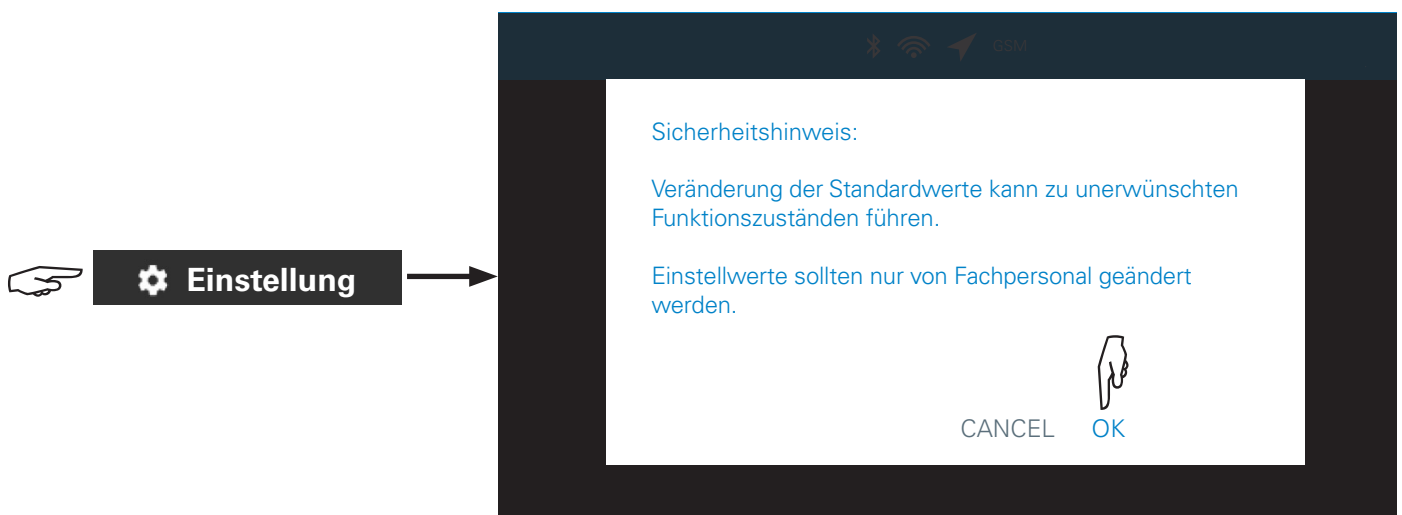 GSM
Sicherheitshinweis:
Veränderung der Standardwerte kann zu unerwünschten
Funktionszuständen führen.
Einstellung
Einstellwerte sollten nur von Fachpersonal geändert
werden.
CANCEL OK